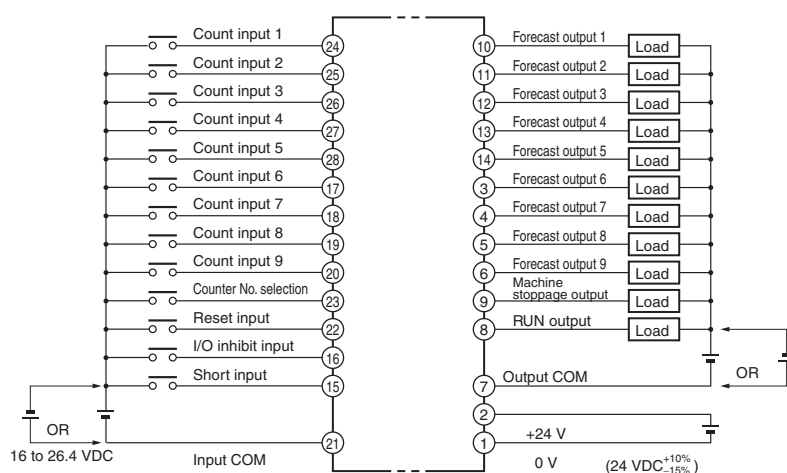 Count input 1
24
Count input 2
25
Count input 3
26
Count input 4
27
Count input 5
28
Count input 6
17
Count input 7
18
Count input 8
19
Count input 9
20
Counter No. selection
23
Reset input
22
I/O inhibit input
16
Short input
15
OR
16 to 26.4 VDC
Input COM
21
10
Forecast output 1
Load
11
Forecast output 2
Load
12
Forecast output 3
Load
13
Forecast output 4
Load
14
Forecast output 5
Load
3
Forecast output 6
Load
4
Forecast output 7
Load
5
Forecast output 8
Load
6
Forecast output 9
Load
9
Machine
stoppage output
Load
8
RUN output
Load
7
Output COM
OR
2
+24 V
1
0 V
(24 VDC +10% –15%)